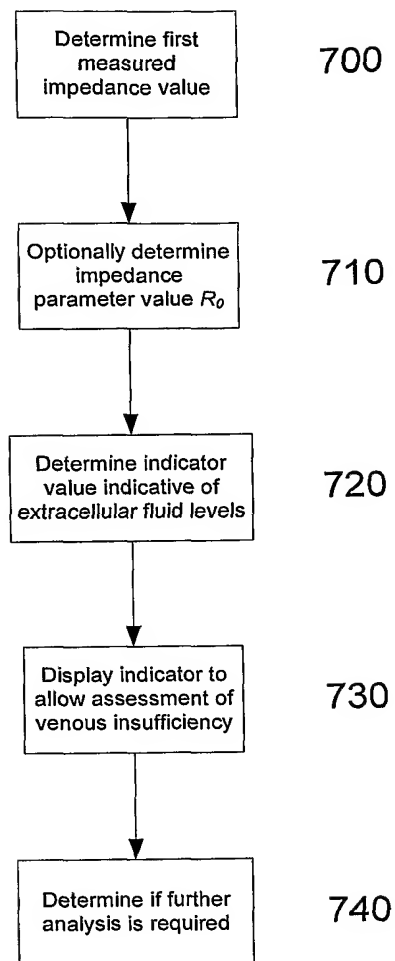 Determine first
measured
impedance value
700
Optionally determine
impedance
parameter value R0
710
Determine indicator
value indicative of
extracellular fluid levels
720
Display indicator to
allow assessment of
venous insufficiency
730
Determine if further
analysis is required
740